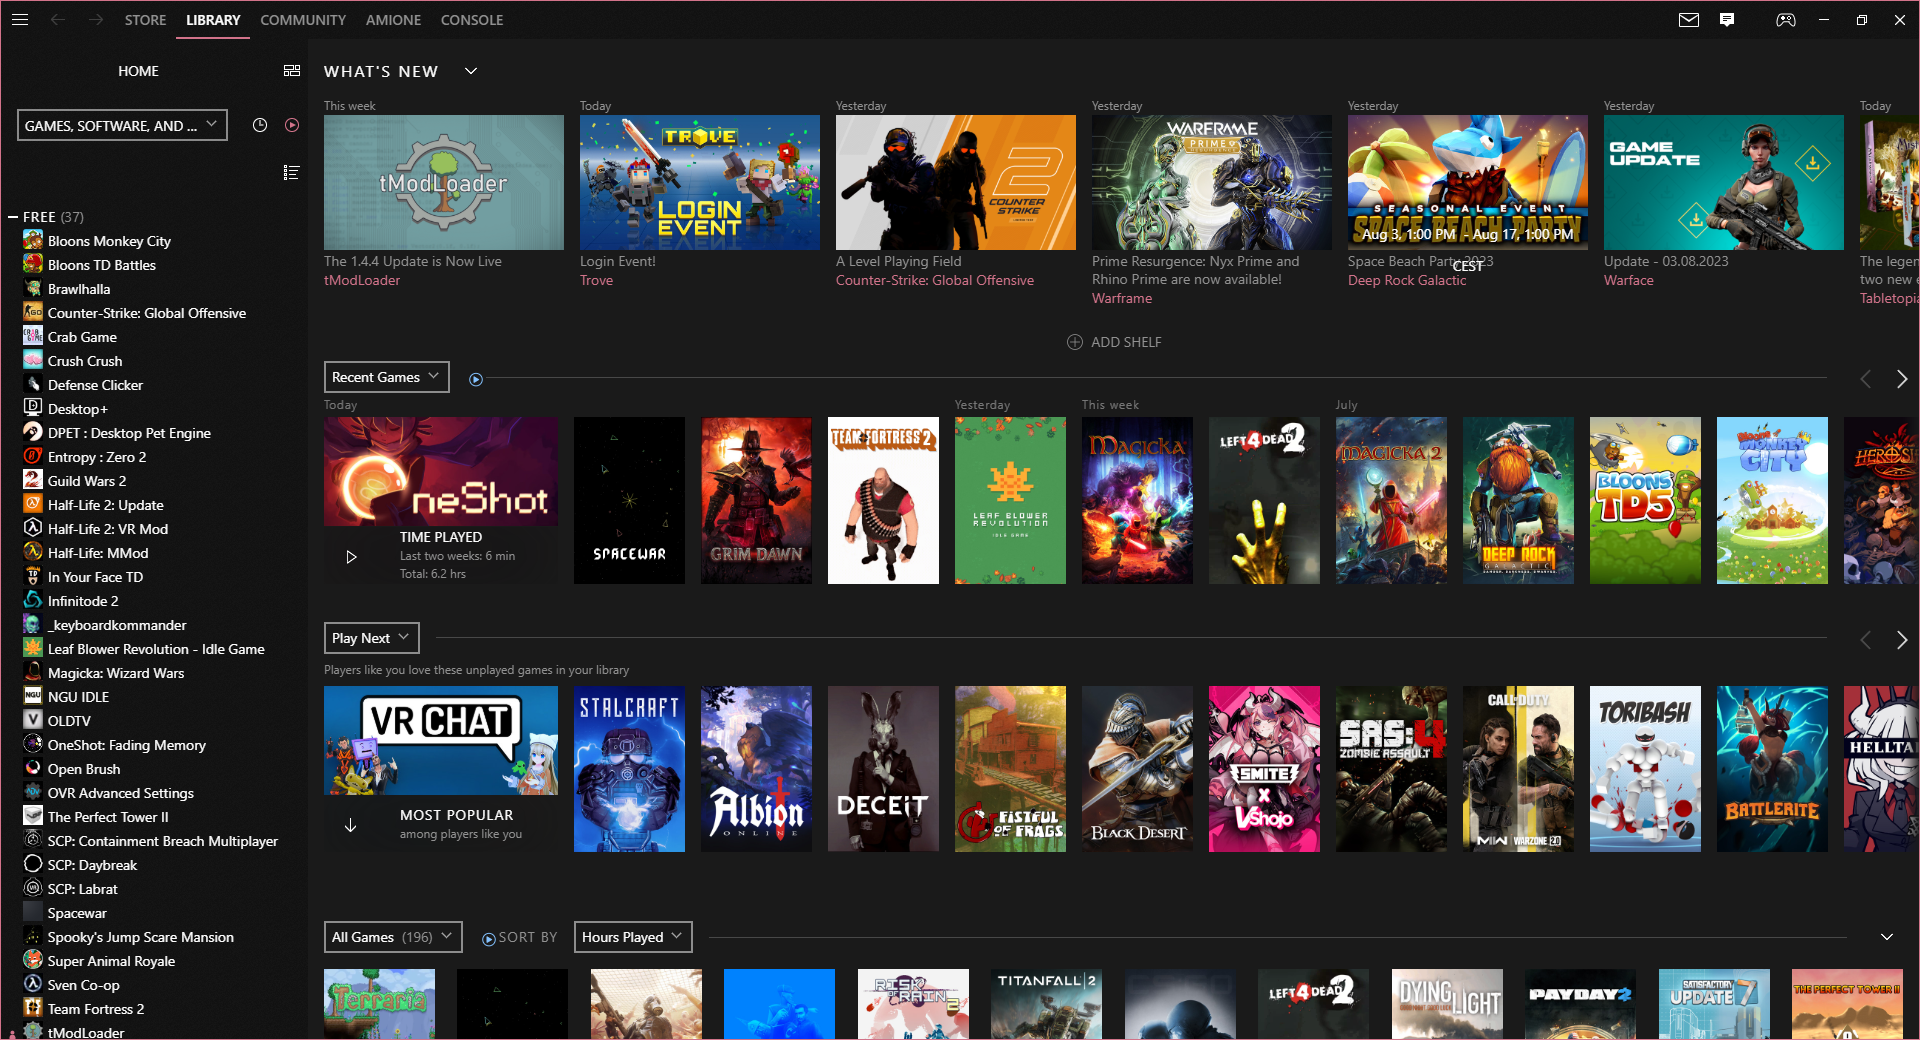 STORE LIBRARY COMMUNITY AMIONE CONSOLE
HOME
GAMES, SOFTWARE, AND ...
FREE (37)
Bloons Monkey City
Bloons TD Battles
Brawlhalla
Counter-Strike: Global Offensive
Crab Game
Crush Crush
Defense Clicker
Desktop+
DPET : Desktop Pet Engine
Entropy : Zero 2
Guild Wars 2
Half-Life 2: Update
Half-Life 2: VR Mod
Half-Life: MMod
In Your Face TD
Infinitode 2
_keyboardkommander
Leaf Blower Revolution - Idle Game
Magicka: Wizard Wars
NGU IDLE
OLDTV
OneShot: Fading Memory
Open Brush
OVR Advanced Settings
The Perfect Tower II
SCP: Containment Breach Multiplayer
SCP: Daybreak
SCP: Labrat
Spacewar
Spooky's Jump Scare Mansion
Super Animal Royale
Sven Co-op
Team Fortress 2
tModLoader
WHAT'S NEW
This week
tModLoader
The 1.4.4 Update is Now Live
tModLoader
Today
TROVE
LOGIN
EVENT
Login Event!
Trove
Yesterday
2
COUNTER
STRIKE
A Level Playing Field
Counter-Strike: Global Offensive
Yesterday
WARFRAME
PRIME
RESURGENCE
Prime Resurgence: Nyx Prime and
Rhino Prime are now available!
Warframe
Yesterday
SEASONAL EVENT
SPACE BEACH PARTY
Aug 3, 1:00 PM Aug 17, 1:00 PM
CEST
Space Beach Party 2023
Deep Rock Galactic
Yesterday
GAME
UPDATE
Update - 03.08.2023
Warface
Today
The legen
two new e
Tabletopia
ADD SHELF
Recent Games
Today
neShot
TIME PLAYED
Last two weeks: 6 min
Total: 6.2 hrs
SPACEWAR
GRIM DAWN
TEAM FORTRESS 2
Yesterday
LEAF BLOWER
REVOLUTION
IDLE GAME
This week
MAGICKA
LEFT 4 DEAD 2
July
MAGICKA 2
DEEP ROCK
GALACTIC
BLOONS
TD5
Bloons
MONKEY
CITY
HERO SIE
Play Next
Players like you love these unplayed games in your library
VR CHAT
MOST POPULAR
among players like you
STALCRAFT
Albion
ONLINE
DECEIT
FISTFUL
OF FRAGS
BLACK DESERT
SMITE
X
VShojo
SAS:4
ZOMBIE ASSAULT
CALL OF DUTY
MW WARZONE 2.0
TORIBASH
BATTLERITE
HELLTA
All Games (196)
SORT BY
Hours Played
Terraria
RISK OF RAIN 2
TITANFALL 2
LEFT 4 DEAD 2
DYING LIGHT
PAYDAY 2
SATISFACTORY
UPDATE 7
THE PERFECT TOWER II